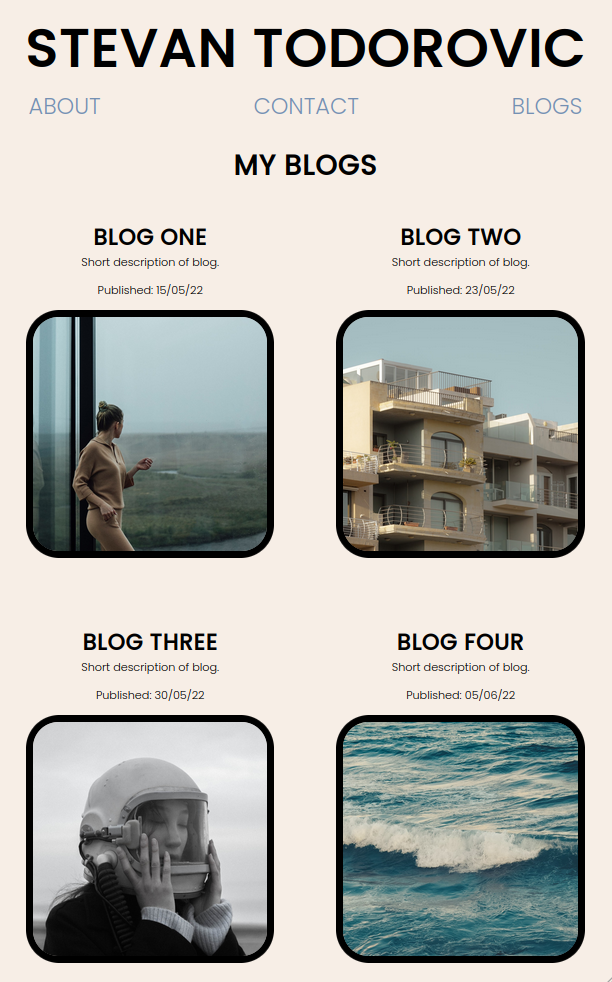 STEVAN TODOROVIC
ABOUT
CONTACT
BLOGS
MY BLOGS
BLOG ONE
Short description of blog.
Published: 15/05/22
BLOG TWO
Short description of blog.
Published: 23/05/22
BLOG THREE
Short description of blog.
Published: 30/05/22
BLOG FOUR
Short description of blog.
Published: 05/06/22